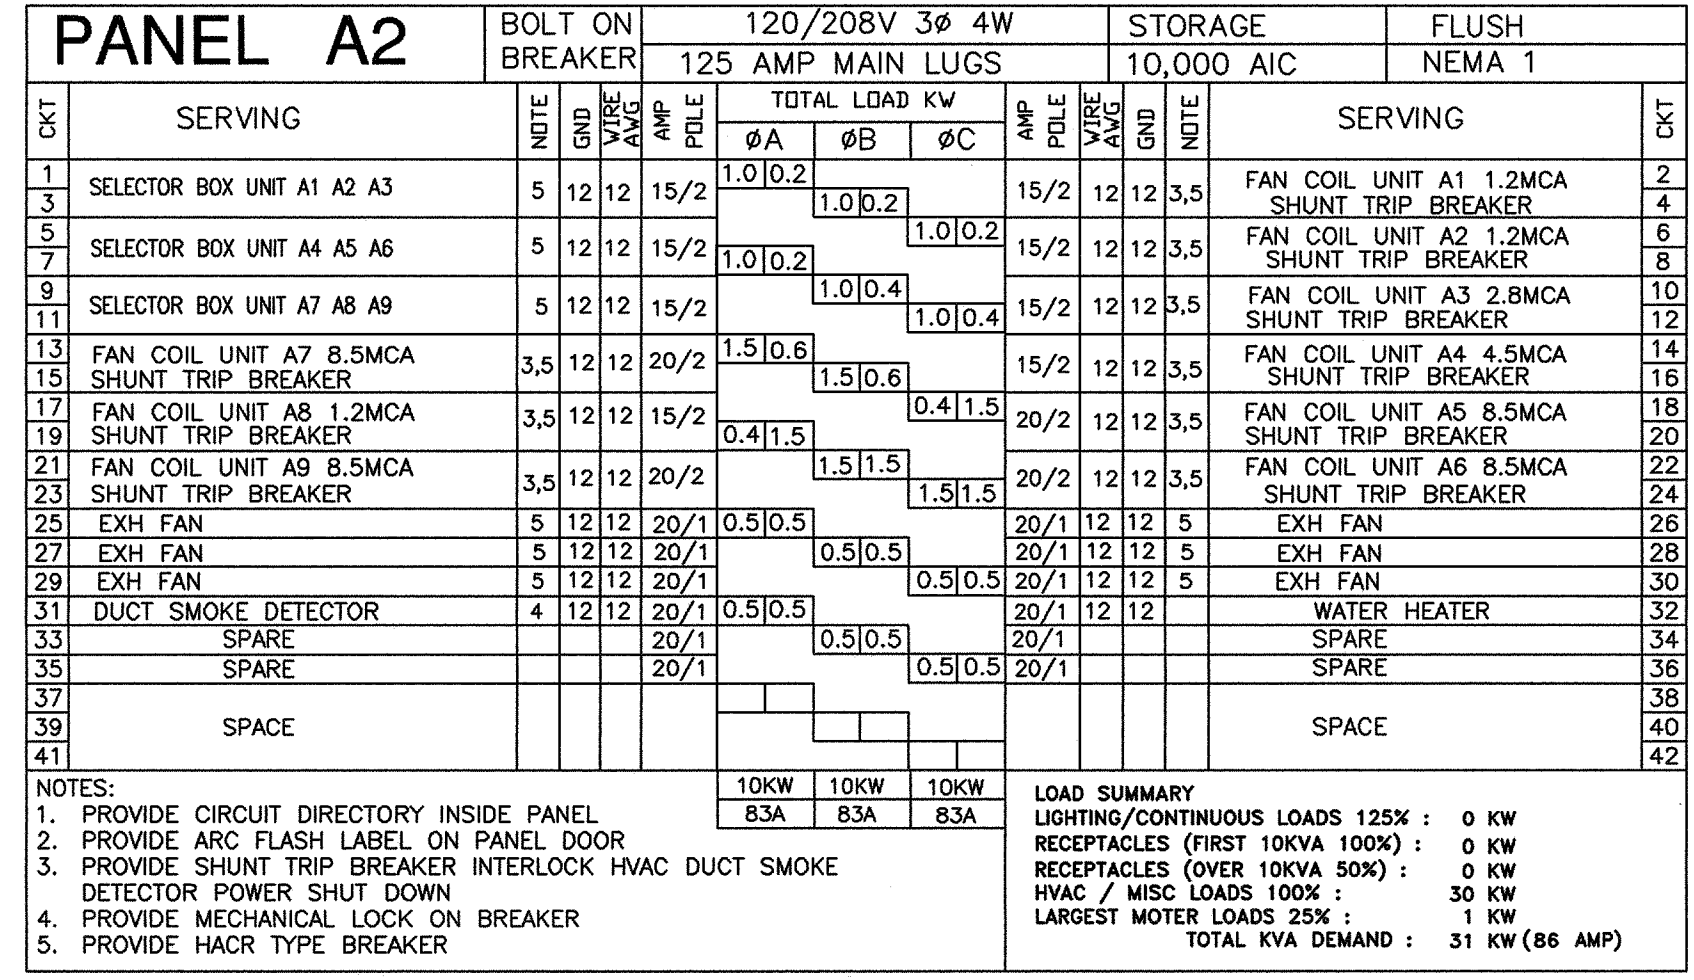 PANEL A2
BOLT ON BREAKER
120/208V 3ø 4W
STORAGE
FLUSH
125 AMP MAIN LUGS
10,000 AIC
NEMA 1
CKT SERVING NOTE GND WIRE AWG AMP POLE TOTAL LOAD KW AMP POLE WIRE AWG GND NOTE SERVING CKT
øA øB øC
1 SELECTOR BOX UNIT A1 A2 A3 5 12 12 15/2 1.0 0.2 15/2 12 12 3,5 FAN COIL UNIT A1 1.2MCA 2
3 1.0 0.2 SHUNT TRIP BREAKER 4
5 SELECTOR BOX UNIT A4 A5 A6 5 12 12 15/2 1.0 0.2 15/2 12 12 3,5 FAN COIL UNIT A2 1.2MCA 6
7 1.0 0.2 SHUNT TRIP BREAKER 8
9 SELECTOR BOX UNIT A7 A8 A9 5 12 12 15/2 1.0 0.4 15/2 12 12 3,5 FAN COIL UNIT A3 2.8MCA 10
11 1.0 0.4 SHUNT TRIP BREAKER 12
13 FAN COIL UNIT A7 8.5MCA 3,5 12 12 20/2 1.5 0.6 15/2 12 12 3,5 FAN COIL UNIT A4 4.5MCA 14
15 SHUNT TRIP BREAKER 1.5 0.6 SHUNT TRIP BREAKER 16
17 FAN COIL UNIT A8 1.2MCA 3,5 12 12 15/2 0.4 1.5 20/2 12 12 3,5 FAN COIL UNIT A5 8.5MCA 18
19 SHUNT TRIP BREAKER 0.4 1.5 SHUNT TRIP BREAKER 20
21 FAN COIL UNIT A9 8.5MCA 3,5 12 12 20/2 1.5 1.5 20/2 12 12 3,5 FAN COIL UNIT A6 8.5MCA 22
23 SHUNT TRIP BREAKER 1.5 1.5 SHUNT TRIP BREAKER 24
25 EXH FAN 5 12 12 20/1 0.5 0.5 20/1 12 12 5 EXH FAN 26
27 EXH FAN 5 12 12 20/1 0.5 0.5 20/1 12 12 5 EXH FAN 28
29 EXH FAN 5 12 12 20/1 0.5 0.5 20/1 12 12 5 EXH FAN 30
31 DUCT SMOKE DETECTOR 4 12 12 20/1 0.5 0.5 20/1 12 12 WATER HEATER 32
33 SPARE 20/1 0.5 0.5 20/1 SPARE 34
35 SPARE 20/1 0.5 0.5 20/1 SPARE 36
37 38
39 SPACE SPACE 40
41 42
10KW 10KW 10KW
83A 83A 83A
NOTES:
1. PROVIDE CIRCUIT DIRECTORY INSIDE PANEL
2. PROVIDE ARC FLASH LABEL ON PANEL DOOR
3. PROVIDE SHUNT TRIP BREAKER INTERLOCK HVAC DUCT SMOKE
DETECTOR POWER SHUT DOWN
4. PROVIDE MECHANICAL LOCK ON BREAKER
5. PROVIDE HACR TYPE BREAKER
LOAD SUMMARY
LIGHTING/CONTINUOUS LOADS 125% : 0 KW
RECEPTACLES (FIRST 10KVA 100%) : 0 KW
RECEPTACLES (OVER 10KVA 50%) : 0 KW
HVAC / MISC LOADS 100% : 30 KW
LARGEST MOTER LOADS 25% : 1 KW
TOTAL KVA DEMAND : 31 KW (86 AMP)